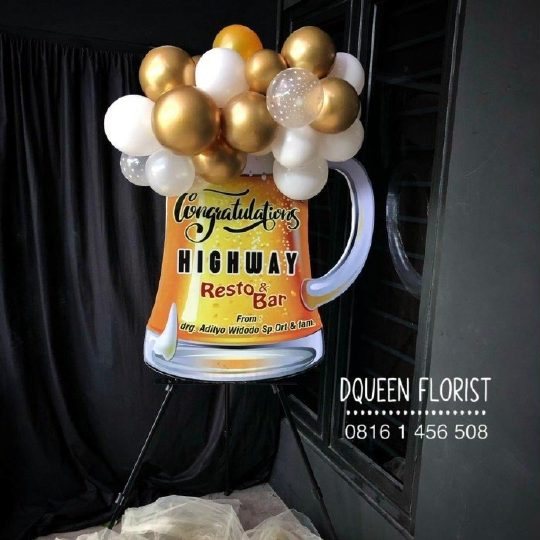 Congratulations
HIGHWAY
Resto &
Bar
From :
drg. Adityo Widodo Sp Ort & fam.
DQUEEN FLORIST
0816 1 456 508